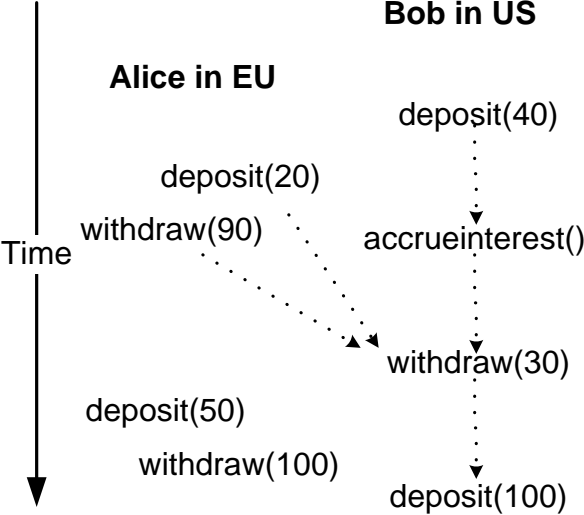 Bob in US
Alice in EU
deposit(40)
deposit(20)
withdraw(90)
accrueinterest()
Time
withdraw(30)
deposit(50)
withdraw(100)
deposit(100)